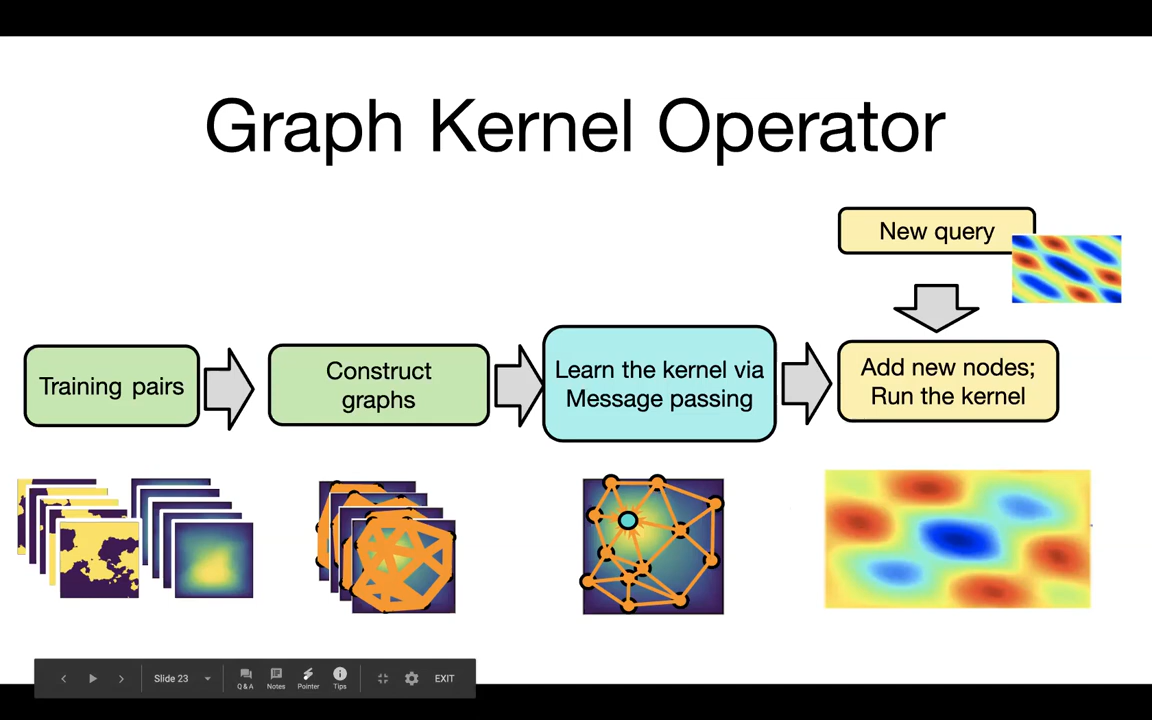 Graph Kernel Operator
New query
Training pairs
Construct
graphs
Learn the kernel via
Message passing
Add new nodes;
Run the kernel
Slide 23
Q & A
Notes
Pointer
Tips
EXIT